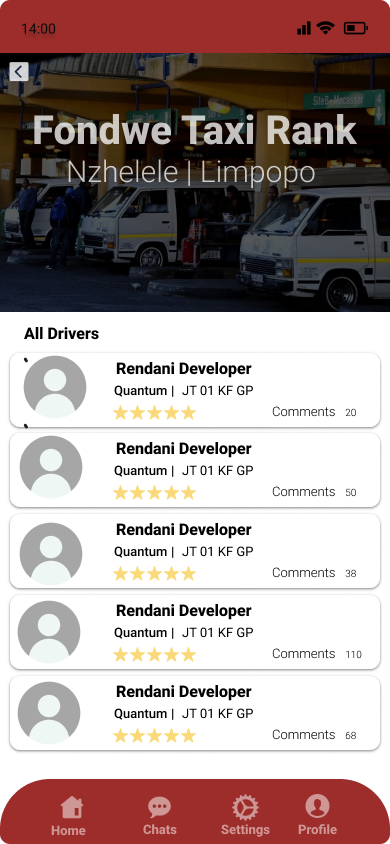 14:00
SiteB - Macassar
Fondwe Taxi Rank
Nzhelele | Limpopo
All Drivers
Rendani Developer
Quantum | JT 01 KF GP
Comments 20
Rendani Developer
Quantum | JT 01 KF GP
Comments 50
Rendani Developer
Quantum | JT 01 KF GP
Comments 38
Rendani Developer
Quantum | JT 01 KF GP
Comments 110
Rendani Developer
Quantum | JT 01 KF GP
Comments 68
Home Chats Settings Profile